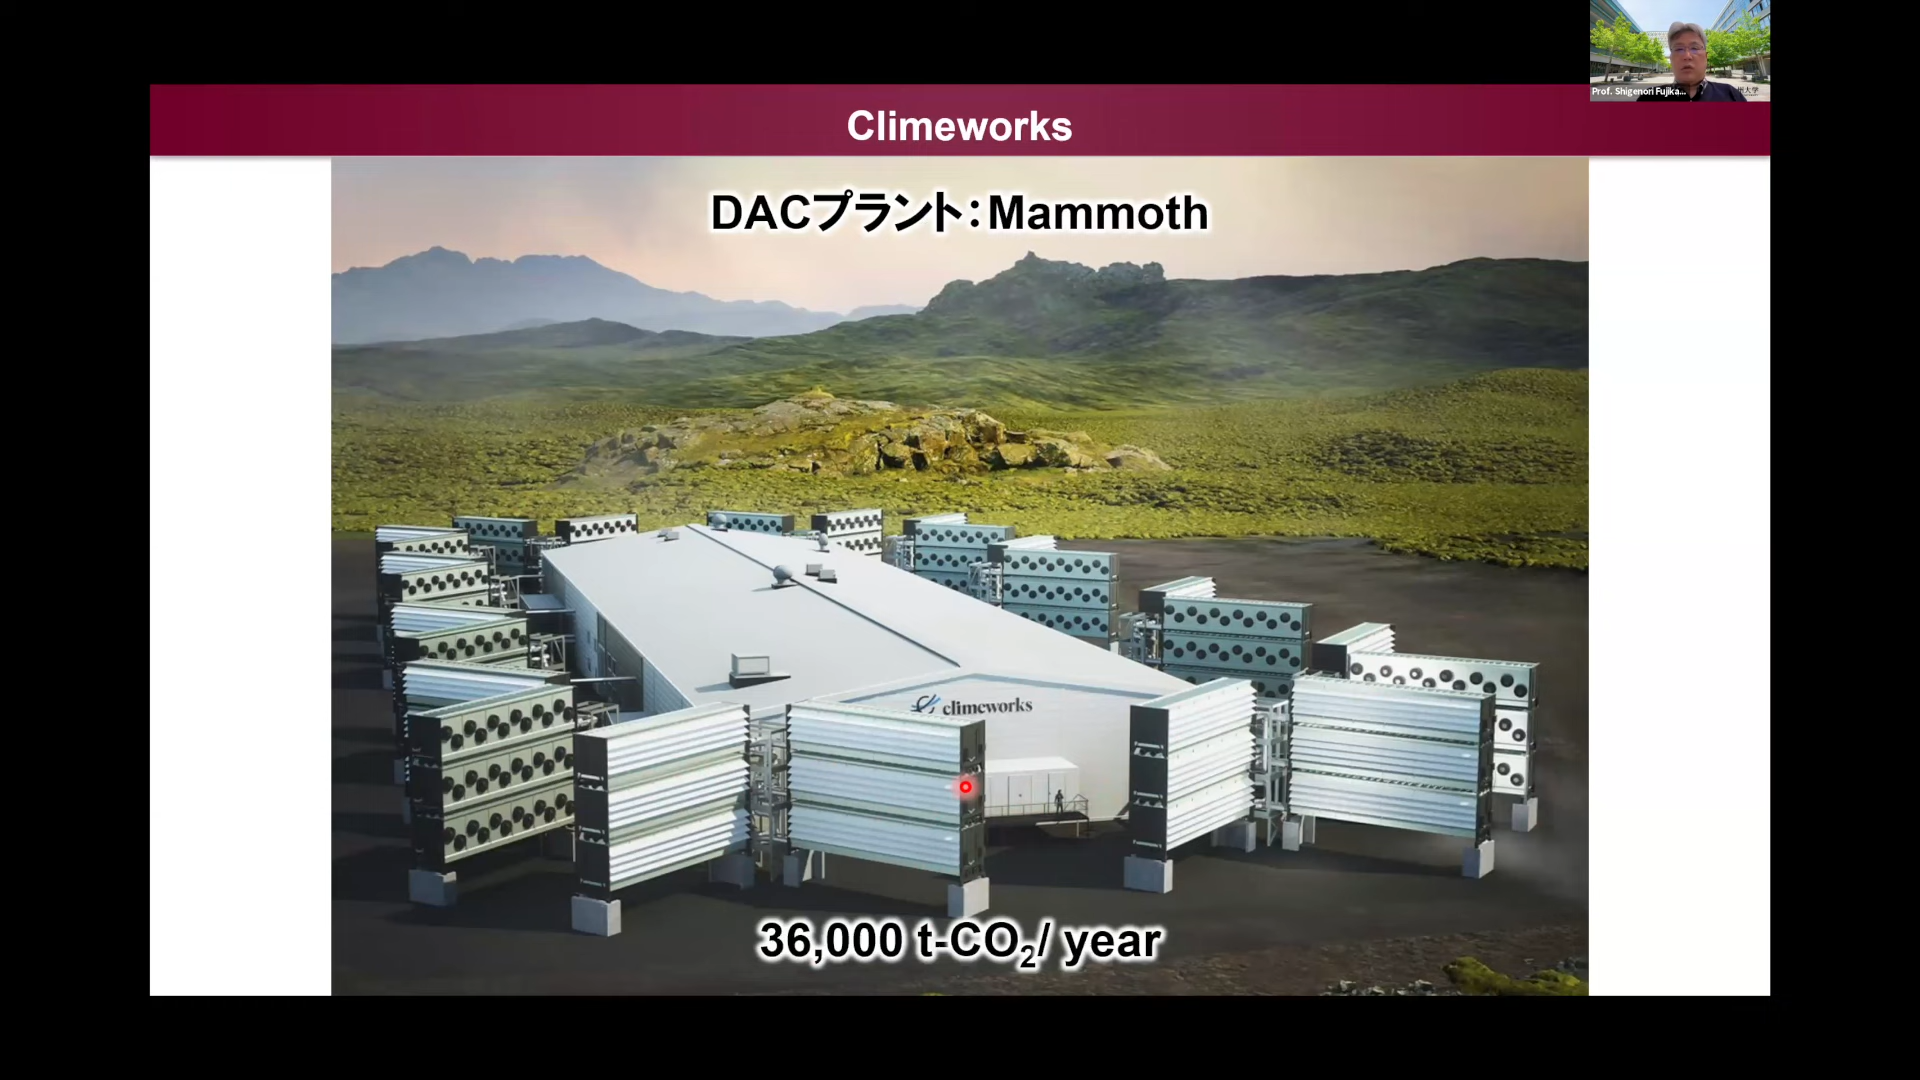 Prof. Shigenori Fujika...
Climeworks
DACプラント：Mammoth
climeworks
36,000 t-CO₂/ year